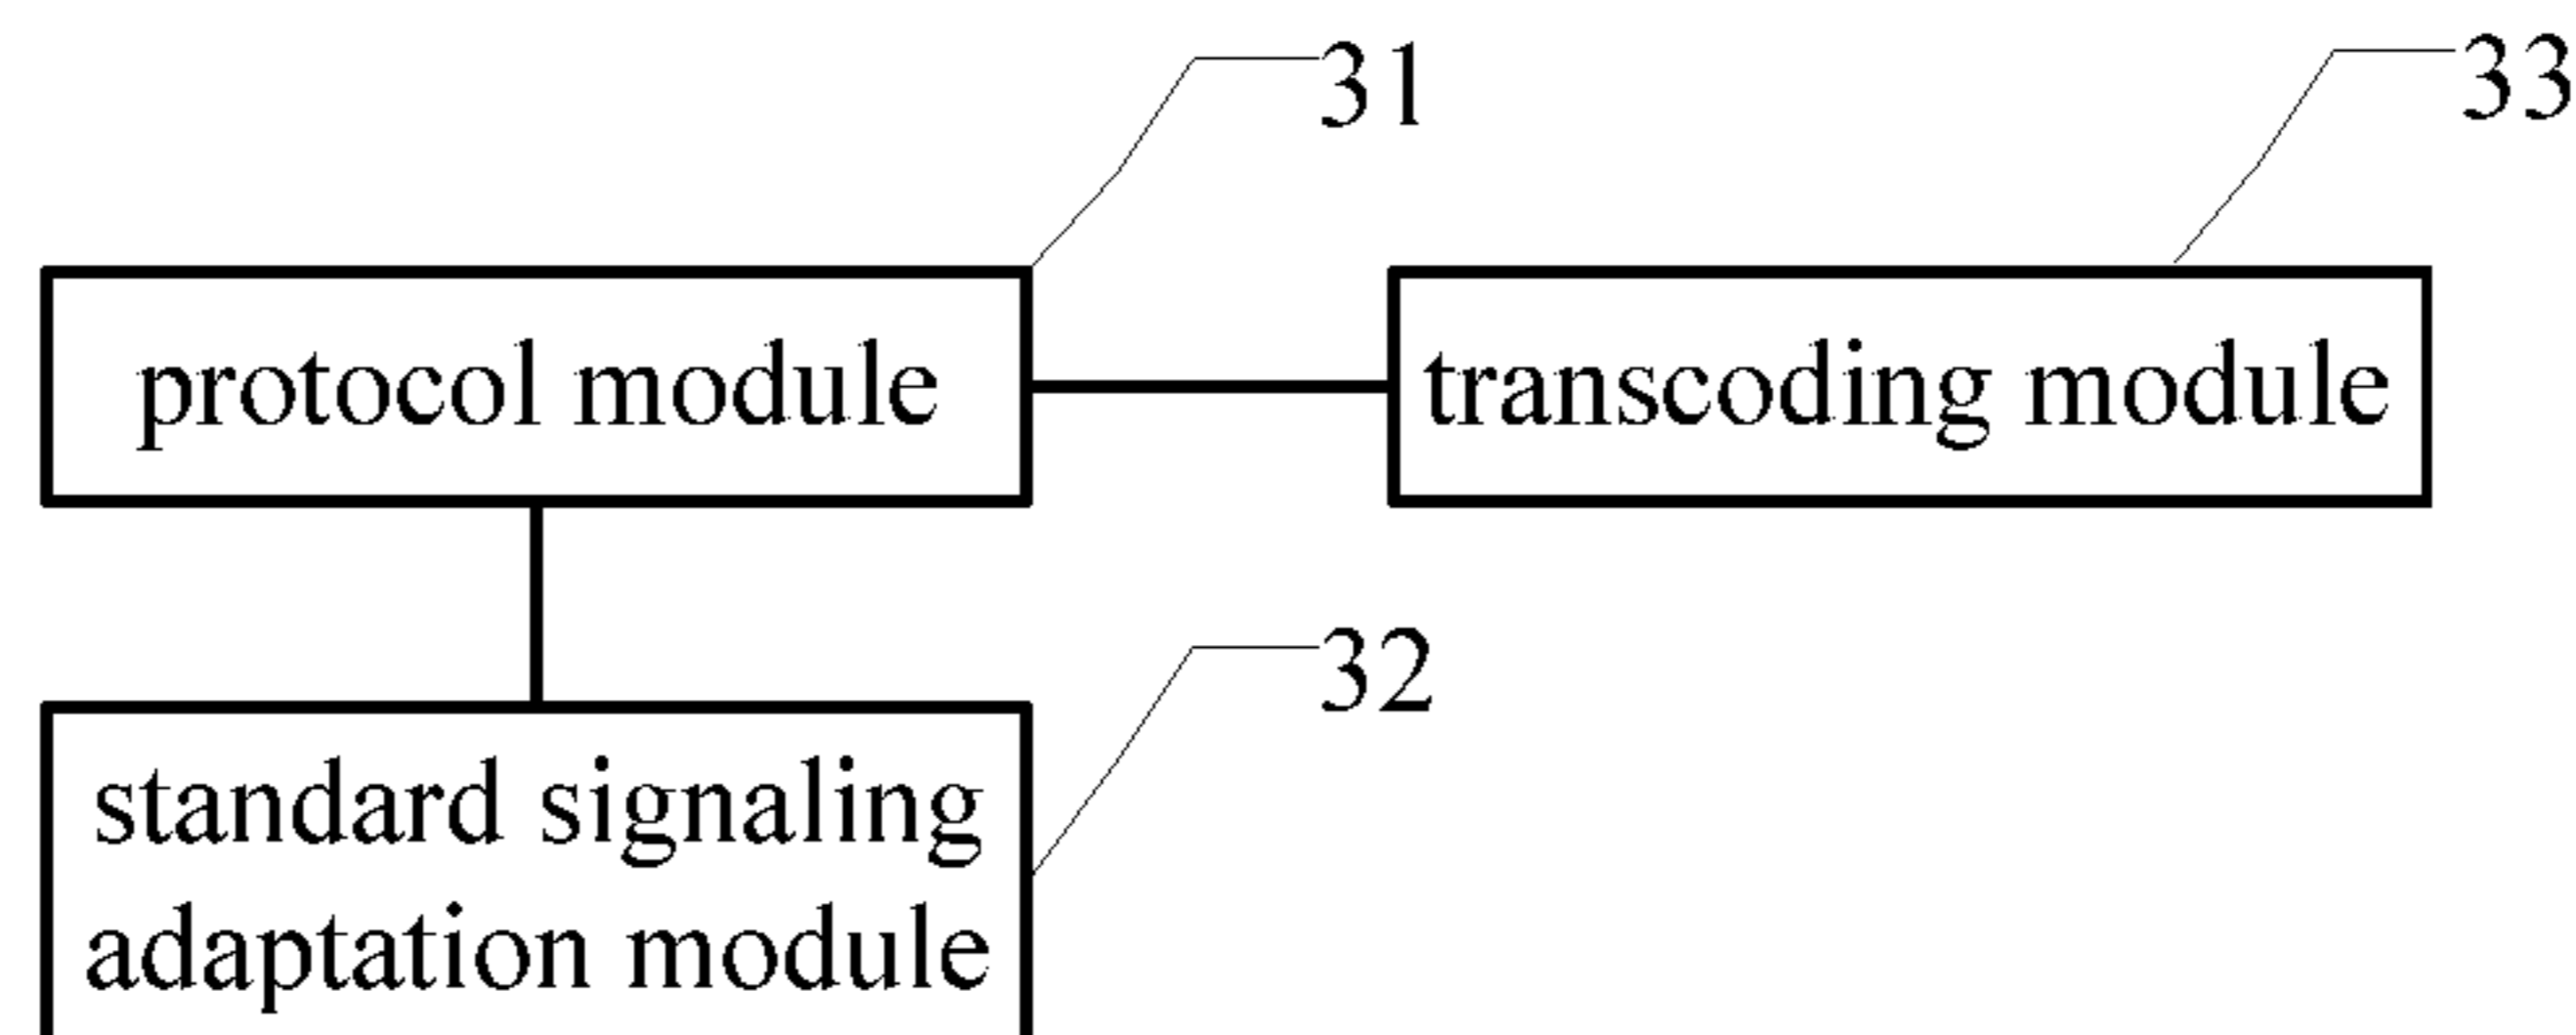 31
33
protocol module
transcoding module
32
standard signaling
adaptation module